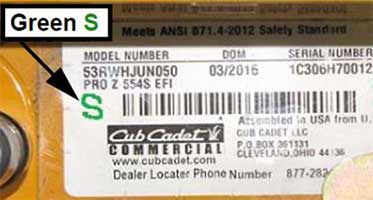 Green S
Meets ANSI B71.4-2012 Safety Standard
MODEL NUMBER DOM SERIAL NUMBER
53RWHJUN050 03/2016 1C306H70012
PRO Z 554S EFI
S
Assembled in USA from U.
Cub Cadet CUB CADET LLC
COMMERCIAL P.O.BOX 361131
www.cubcadet.com CLEVELAND,OHIO 44136
Dealer Locater Phone Number 877-282-